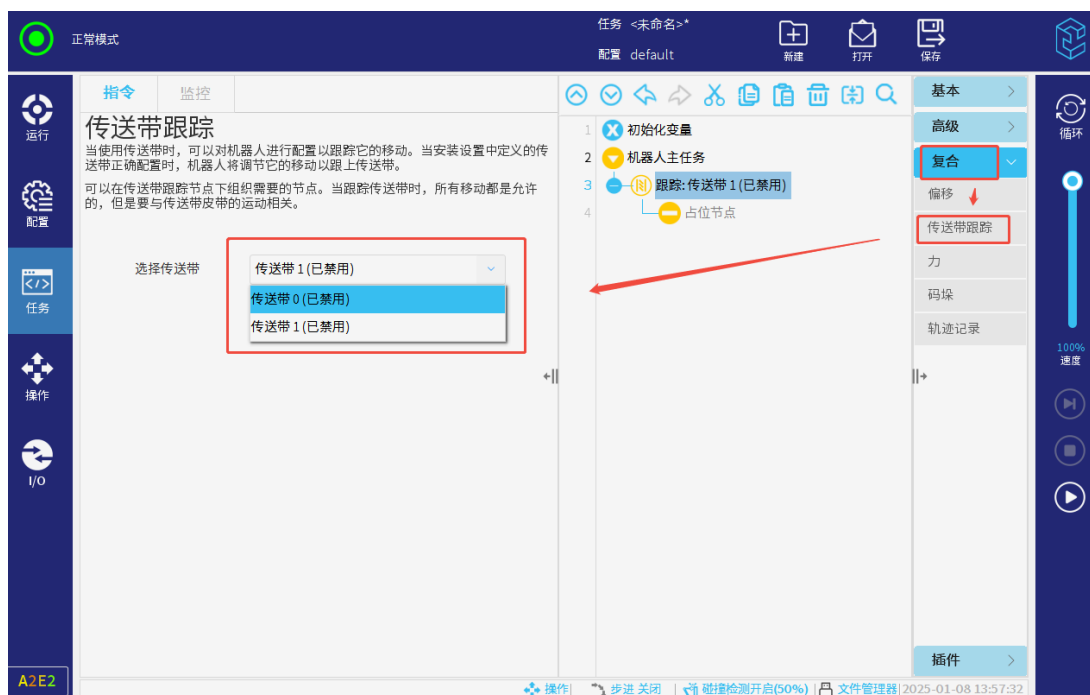 正常模式
任务 <未命名>*
配置 default
新建
打开
保存
运行
配置
任务
操作
I/O
A2E2
指令
监控
传送带跟踪
当使用传送带时，可以对机器人进行配置以跟踪它的移动。当安装设置中定义的传
送带正确配置时，机器人将调节它的移动以跟上传送带。
可以在传送带跟踪节点下组织需要的节点。当跟踪传送带时，所有移动都是允许
的，但是要与传送带皮带的运动相关。
选择传送带
传送带 1 (已禁用)
传送带 0 (已禁用)
传送带 1 (已禁用)
1 初始化变量
2 机器人主任务
3 跟踪: 传送带 1 (已禁用)
4 占位节点
基本
高级
复合
偏移
传送带跟踪
力
码垛
轨迹记录
插件
循环
100%
速度
操作 | 步进 关闭 | 碰撞检测开启(50%) | 文件管理器 | 2025-01-08 13:57:32